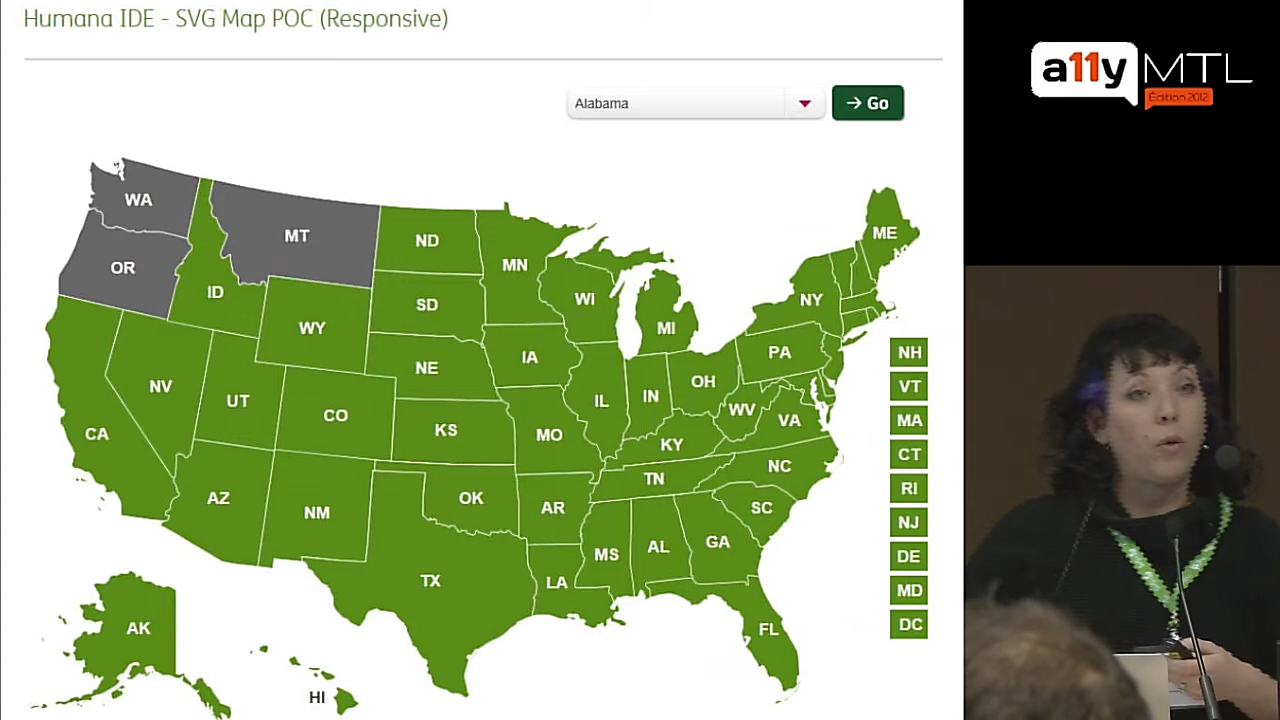 Humana IDE - SVG Map POC (Responsive)
Alabama
→ Go
a11y MTL
Édition 2012
WA
MT
OR
ID
WY
ND
SD
NE
MN
WI
MI
IA
NY
ME
PA
OH
IN
IL
NV
UT
CO
KS
MO
KY
WV
VA
CA
AZ
NM
OK
AR
TN
NC
SC
MS
AL
GA
TX
LA
FL
AK
HI
NH
VT
MA
CT
RI
NJ
DE
MD
DC